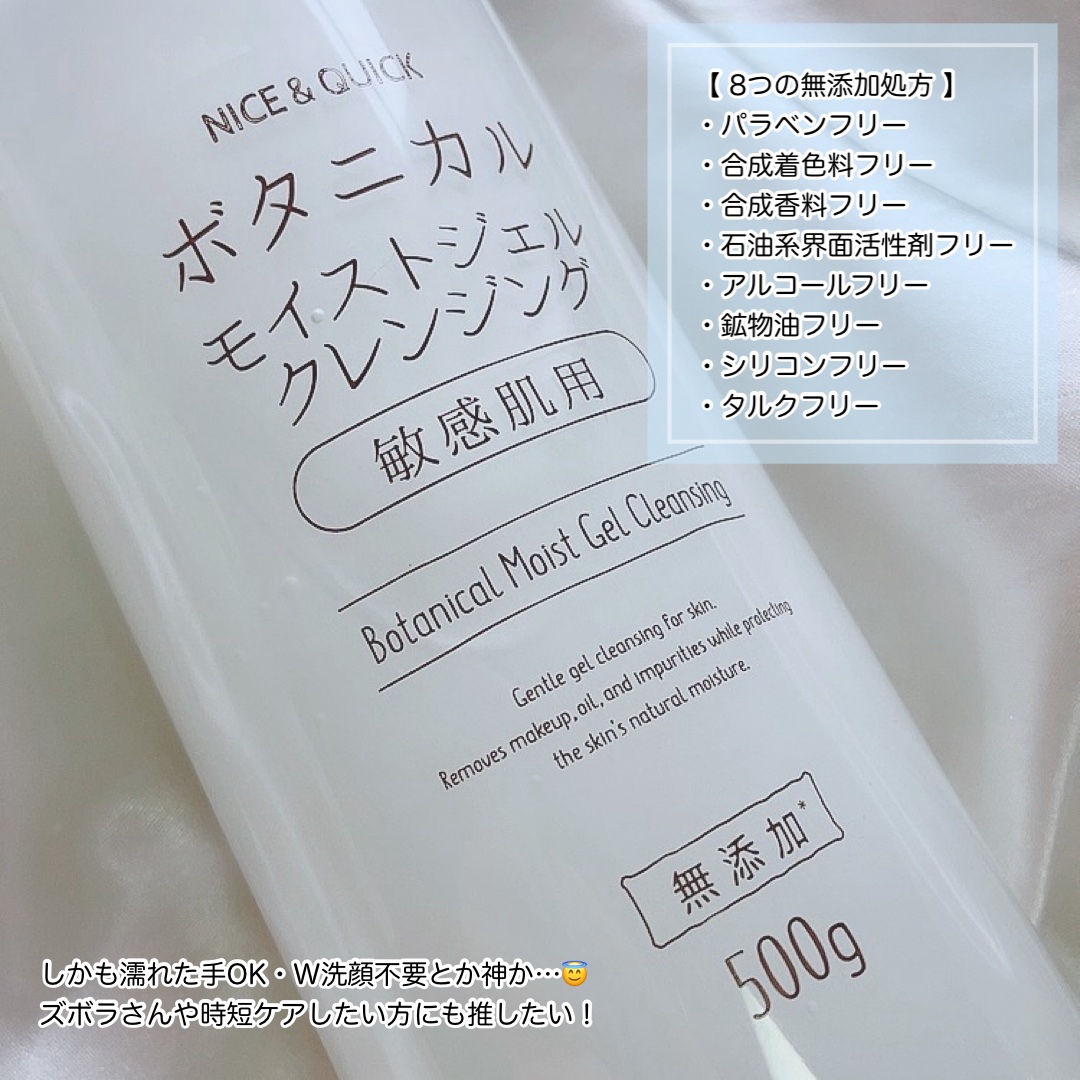 NICE & QUICK
ボタニカル
モイストジェル
クレンジング
敏感肌用
Botanical Moist Gel Cleansing
Gentle gel cleansing for skin.
Removes makeup, oil, and impurities while protecting
the skin's natural moisture.
無添加*
500g
【 8つの無添加処方 】
・パラベンフリー
・合成着色料フリー
・合成香料フリー
・石油系界面活性剤フリー
・アルコールフリー
・鉱物油フリー
・シリコンフリー
・タルクフリー
しかも濡れた手OK・W洗顔不要とか神か…😇
ズボラさんや時短ケアしたい方にも推したい！